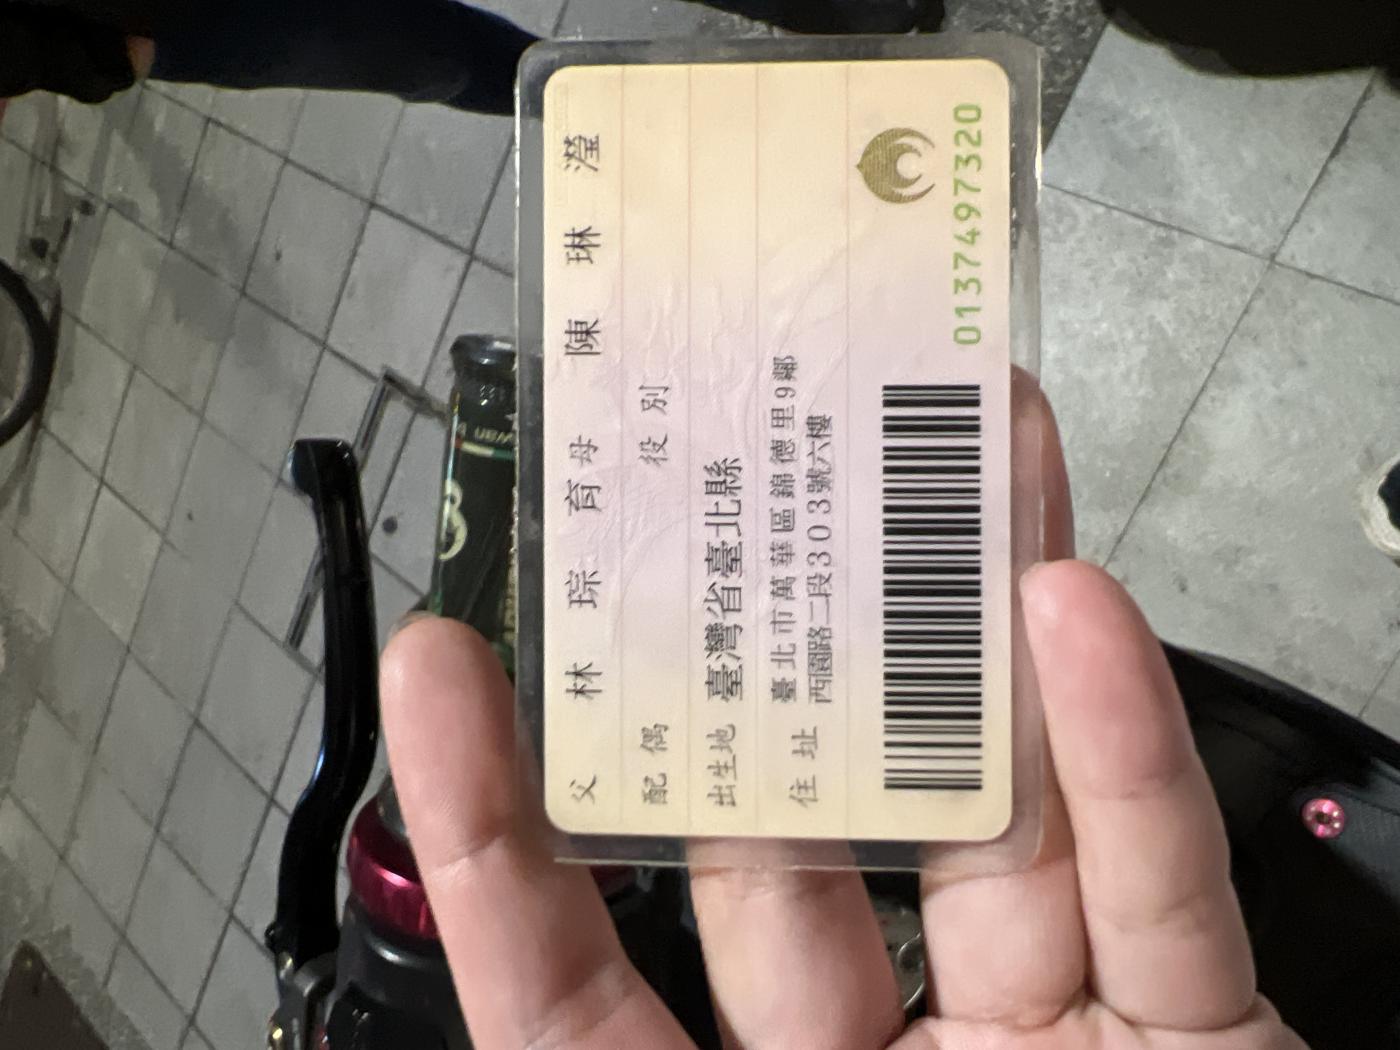 父 林琮育 母 陳琳瀅
配偶 役別
出生地 臺灣省臺北縣
住址 臺北市萬華區錦德里9鄰
西園路二段303號六樓
0137497320